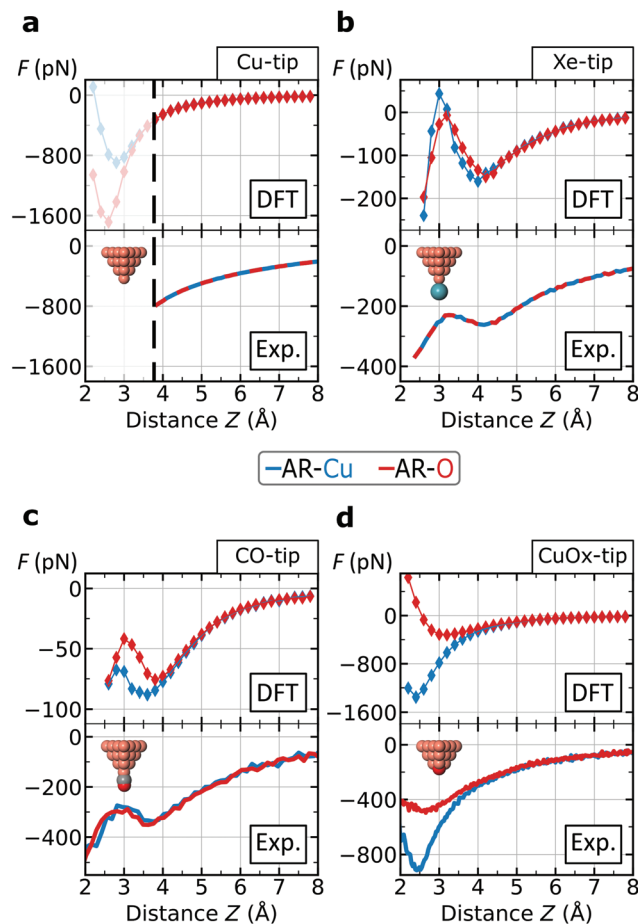 a
F (pN)
Cu-tip
0
−800
−1600
DFT
0
−800
−1600
Exp.
2 3 4 5 6 7 8
Distance Z (Å)
b
F (pN)
Xe-tip
0
−100
−200
DFT
0
−200
−400
Exp.
2 3 4 5 6 7 8
Distance Z (Å)
AR-Cu AR-O
c
F (pN)
CO-tip
0
−50
−100
DFT
0
−200
−400
Exp.
2 3 4 5 6 7 8
Distance Z (Å)
d
F (pN)
CuOx-tip
0
−800
−1600
DFT
0
−400
−800
Exp.
2 3 4 5 6 7 8
Distance Z (Å)